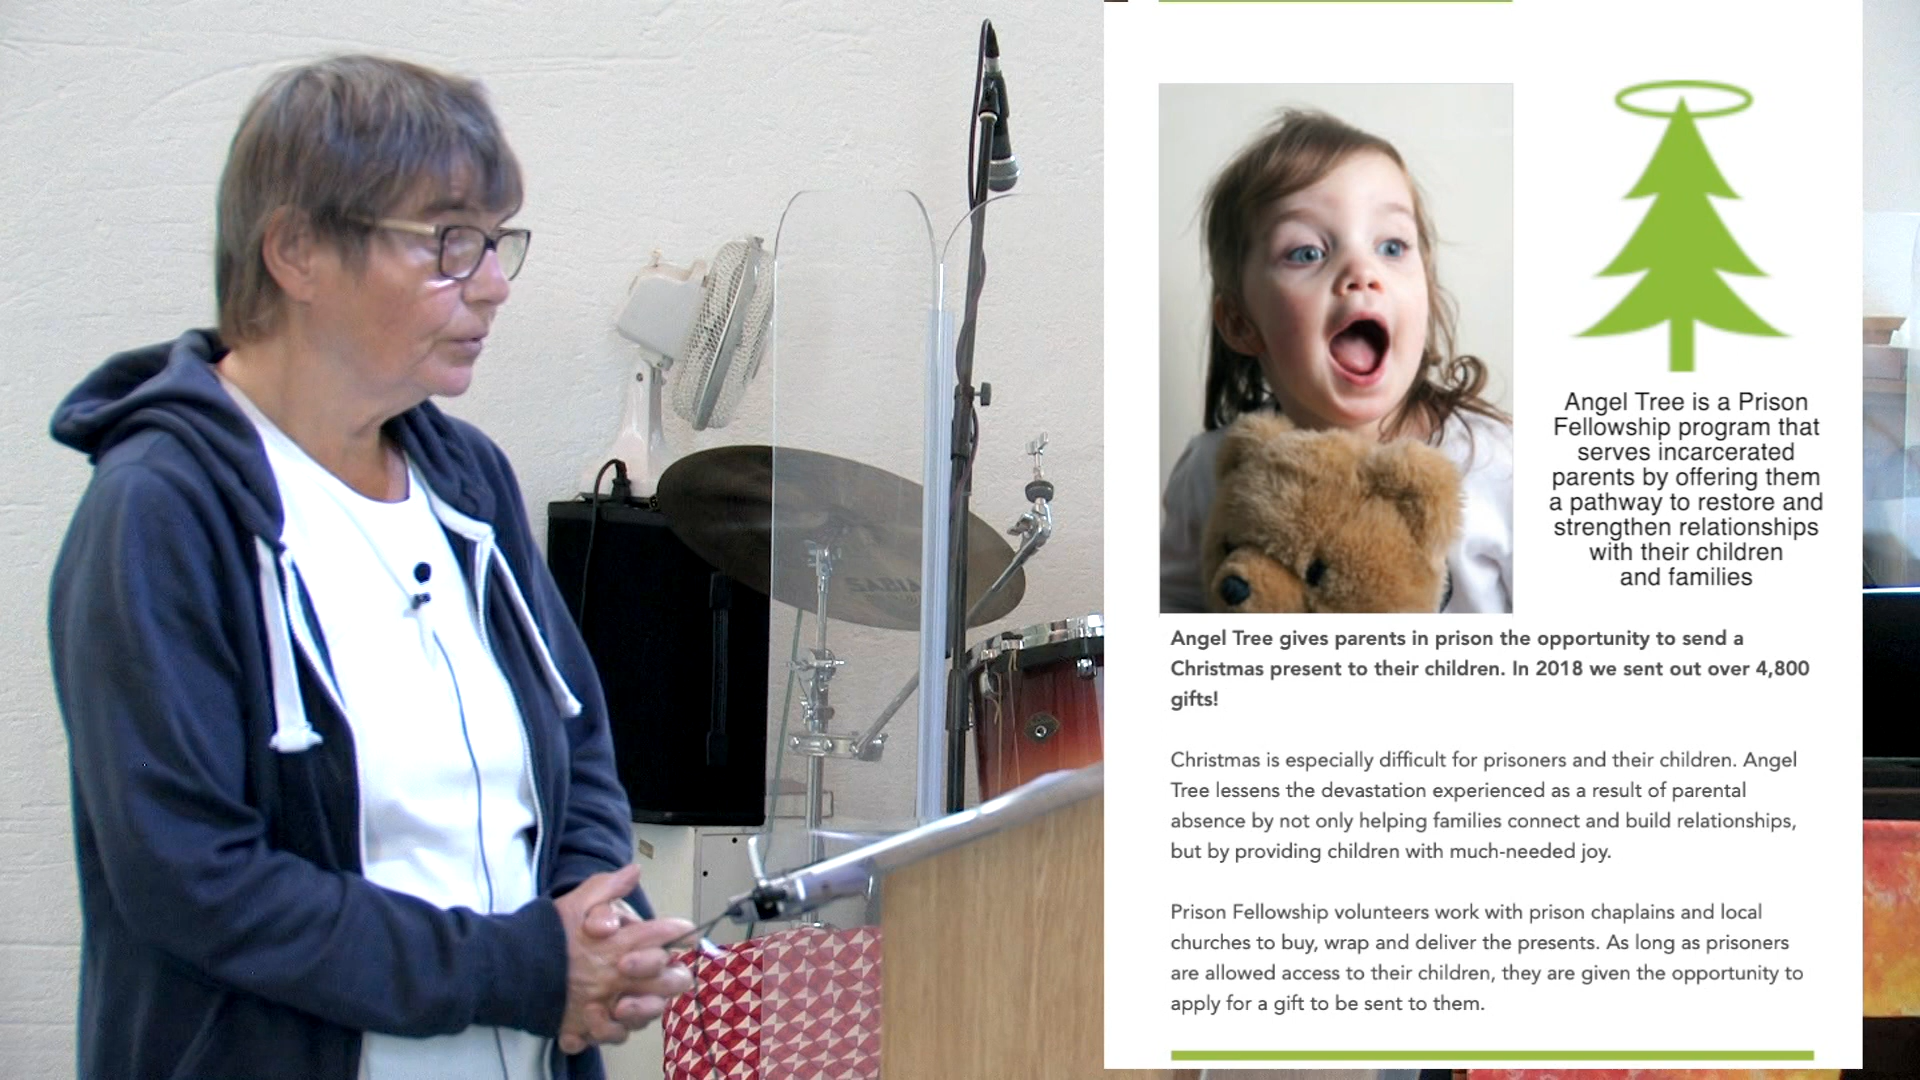 SABIA
Angel Tree is a Prison
Fellowship program that
serves incarcerated
parents by offering them
a pathway to restore and
strengthen relationships
with their children
and families
Angel Tree gives parents in prison the opportunity to send a
Christmas present to their children. In 2018 we sent out over 4,800
gifts!
Christmas is especially difficult for prisoners and their children. Angel
Tree lessens the devastation experienced as a result of parental
absence by not only helping families connect and build relationships,
but by providing children with much-needed joy.
Prison Fellowship volunteers work with prison chaplains and local
churches to buy, wrap and deliver the presents. As long as prisoners
are allowed access to their children, they are given the opportunity to
apply for a gift to be sent to them.